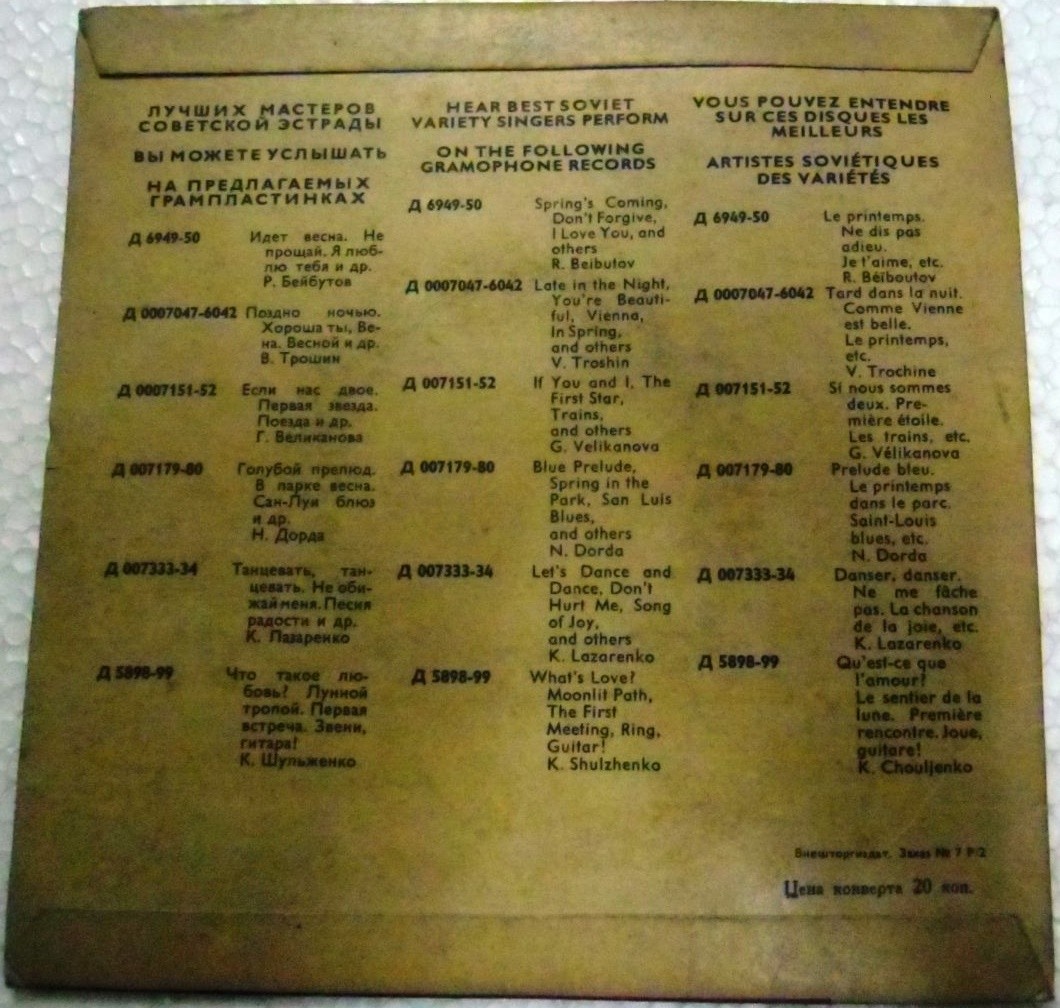 ЛУЧШИХ МАСТЕРОВ
СОВЕТСКОЙ ЭСТРАДЫ
ВЫ МОЖЕТЕ УСЛЫШАТЬ
НА ПРЕДЛАГАЕМЫХ
ГРАМПЛАСТИНКАХ
Д 6949-50 Идет весна. Не
прощай. Я люб-
лю тебя и др.
Р. Бейбутов
Д 0007047-6042 Поздно ночью.
Хороша ты, Ве-
на. Весной и др.
В. Трошин
Д 0007151-52 Если нас двое.
Первая звезда.
Поезда и др.
Г. Великанова
Д 007179-80 Голубой прелюд.
В парке весна.
Сан-Луи блюз
и др.
Н. Дорда
Д 007333-34 Танцевать, тан-
цевать. Не оби-
жай меня. Песня
радости и др.
К. Лазаренко
Д 5898-99 Что такое лю-
бовь? Лунной
тропой. Первая
встреча. Звени,
гитара!
К. Шульженко
HEAR BEST SOVIET
VARIETY SINGERS PERFORM
ON THE FOLLOWING
GRAMOPHONE RECORDS
Д 6949-50 Spring's Coming,
Don't Forgive,
I Love You, and
others
R. Beibutov
Д 0007047-6042 Late in the Night,
You're Beauti-
ful, Vienna,
In Spring,
and others
V. Troshin
Д 007151-52 If You and I, The
First Star,
Trains,
and others
G. Velikanova
Д 007179-80 Blue Prelude,
Spring in the
Park, San Luis
Blues,
and others
N. Dorda
Д 007333-34 Let's Dance and
Dance, Don't
Hurt Me, Song
of Joy,
and others
K. Lazarenko
Д 5898-99 What's Love?
Moonlit Path,
The First
Meeting, Ring,
Guitar!
K. Shulzhenko
VOUS POUVEZ ENTENDRE
SUR CES DISQUES LES
MEILLEURS
ARTISTES SOVIÉTIQUES
DES VARIÉTÉS
Д 6949-50 Le printemps.
Ne dis pas
adieu.
Je t'aime, etc.
R. Béïboutov
Д 0007047-6042 Tard dans la nuit.
Comme Vienne
est belle.
Le printemps,
etc.
V. Trochine
Д 007151-52 Si nous sommes
deux. Pre-
mière étoile.
Les trains, etc.
G. Vélikanova
Д 007179-80 Prelude bleu.
Le printemps
dans le parc.
Saint-Louis
blues, etc.
N. Dorda
Д 007333-34 Danser, danser.
Ne me fâche
pas. La chanson
de la joie, etc.
K. Lazarenko
Д 5898-99 Qu'est-ce que
l'amour?
Le sentier de la
lune. Première
rencontre. Joue,
guitare!
K. Chouljenko
Внешторгиздат. Заказ № 7 Р/2
Цена конверта 20 коп.